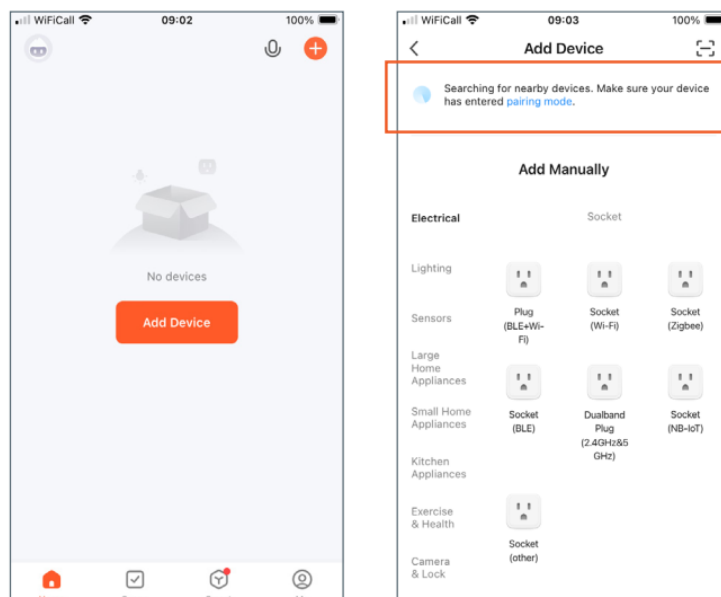 WiFiCall 09:02 100%
No devices
Add Device
WiFiCall 09:03 100%
Add Device
Searching for nearby devices. Make sure your device
has entered pairing mode.
Add Manually
Electrical
Socket
Lighting
Sensors
Large
Home
Appliances
Small Home
Appliances
Kitchen
Appliances
Exercise
& Health
Camera
& Lock
Plug
(BLE+Wi-
Fi)
Socket
(Wi-Fi)
Socket
(Zigbee)
Socket
(BLE)
Dualband
Plug
(2.4GHz&5
GHz)
Socket
(NB-IoT)
Socket
(other)